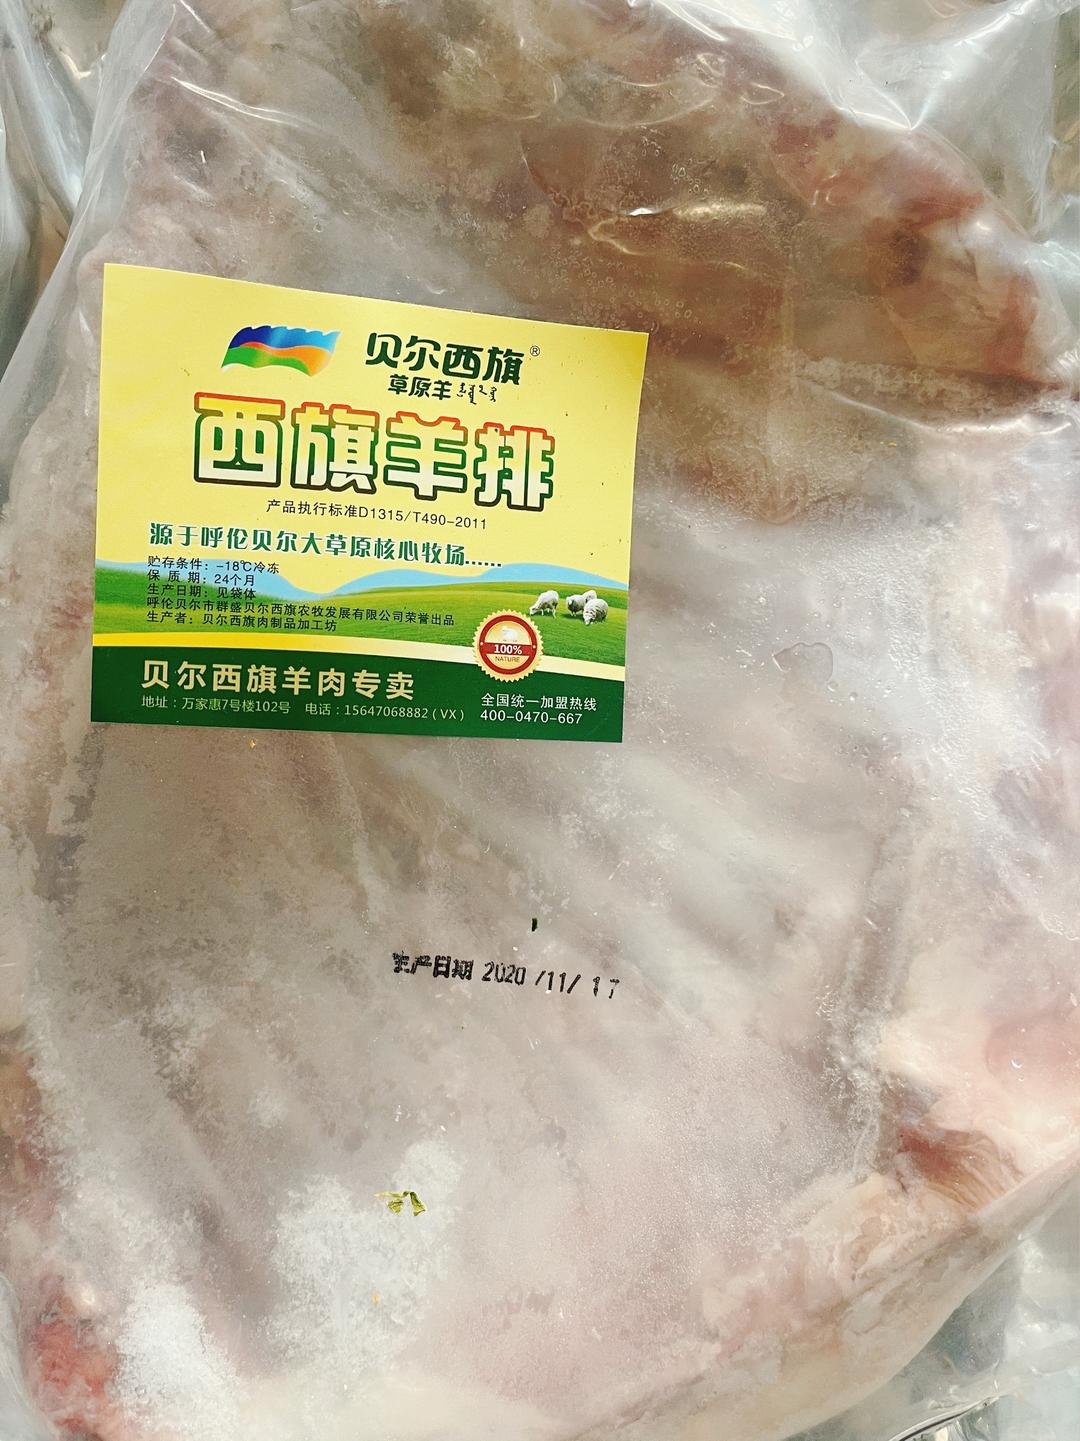 贝尔西旗®
草原羊
西旗羊排
产品执行标准D1315/T490-2011
源于呼伦贝尔大草原核心牧场......
贮存条件：-18℃冷冻
保 质 期：24个月
生产日期：见袋体
呼伦贝尔市群盛贝尔西旗农牧发展有限公司荣誉出品
生产者：贝尔西旗肉制品加工坊
100%
NATURE
贝尔西旗羊肉专卖
地址：万家惠7号楼102号 电话：15647068882（VX）
全国统一加盟热线
400-0470-667
生产日期 2020 /11/ 17